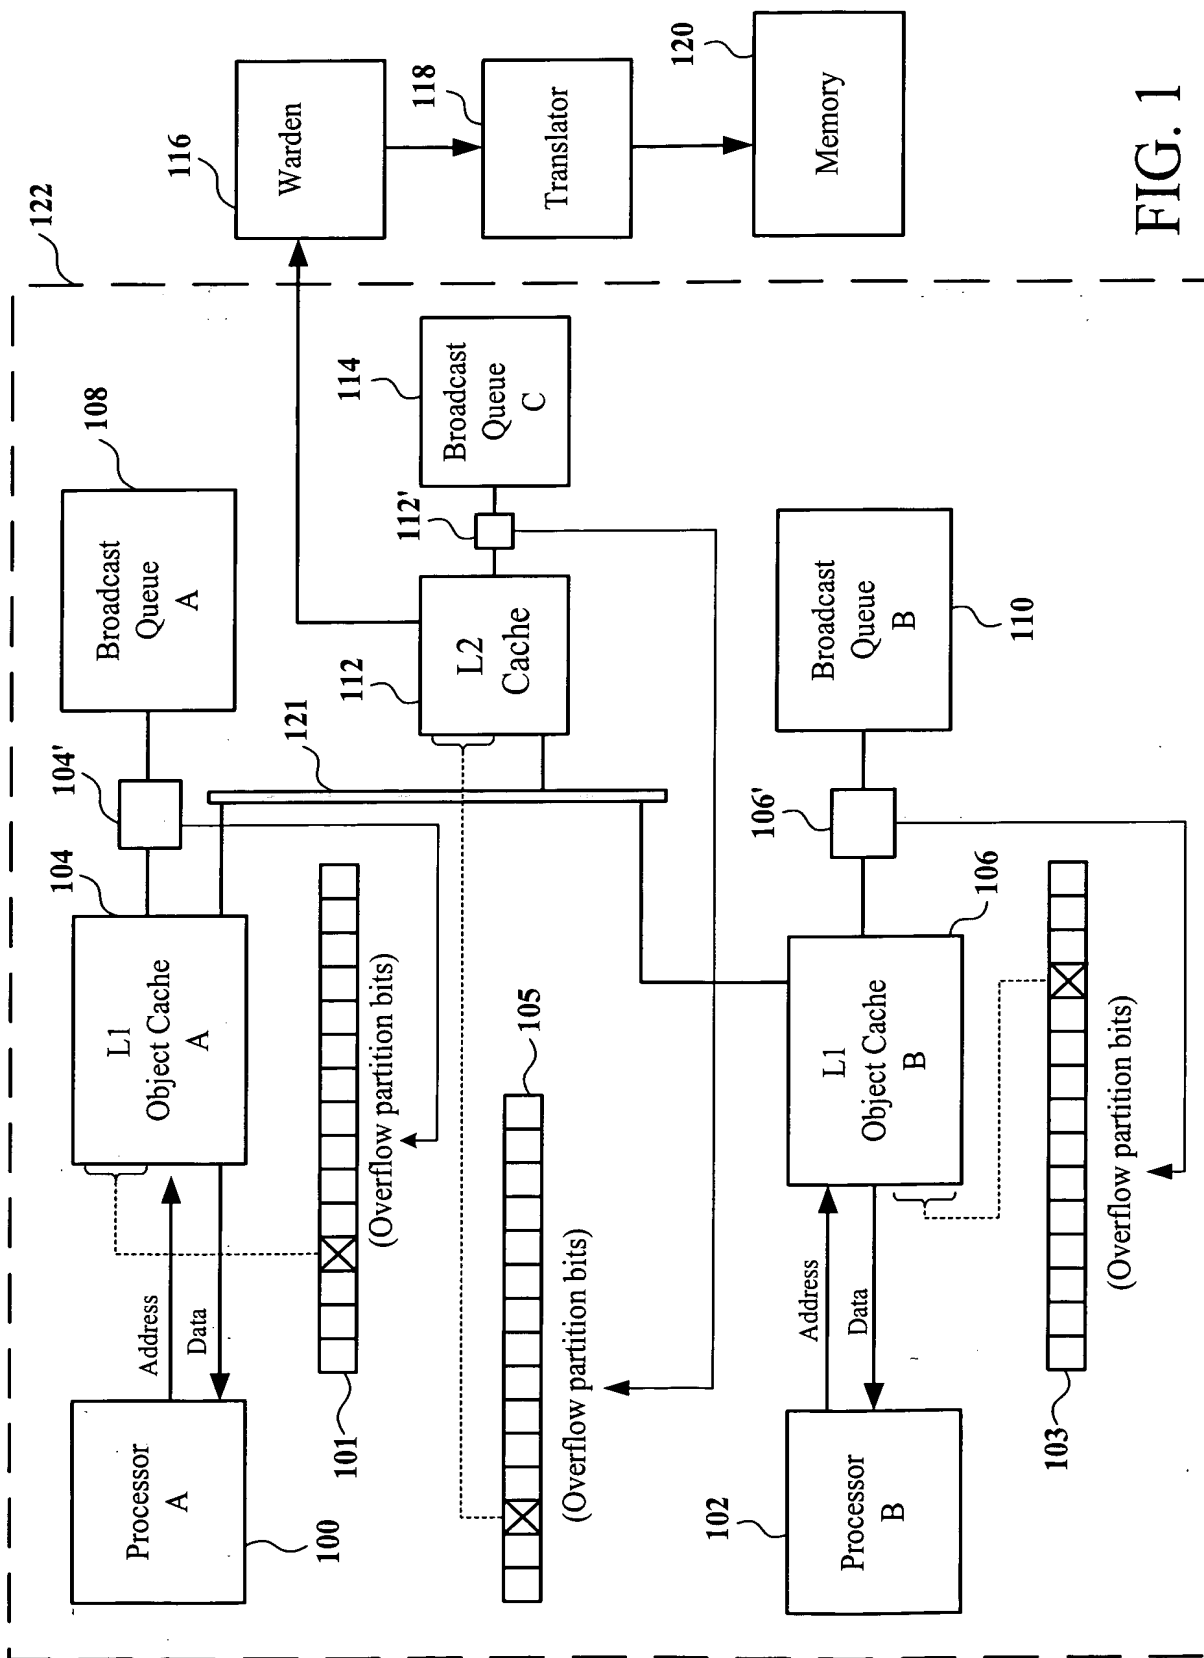 122
108
Broadcast
Queue
A
104'
104
L1
Object Cache
A
Address
Data
Processor
A
100
101
(Overflow partition bits)
116
Warden
118
Translator
120
Memory
114
Broadcast
Queue
C
112'
112
L2
Cache
121
105
(Overflow partition bits)
Broadcast
Queue
B
110
106'
106
L1
Object Cache
B
Address
Data
Processor
B
102
103
(Overflow partition bits)
FIG. 1